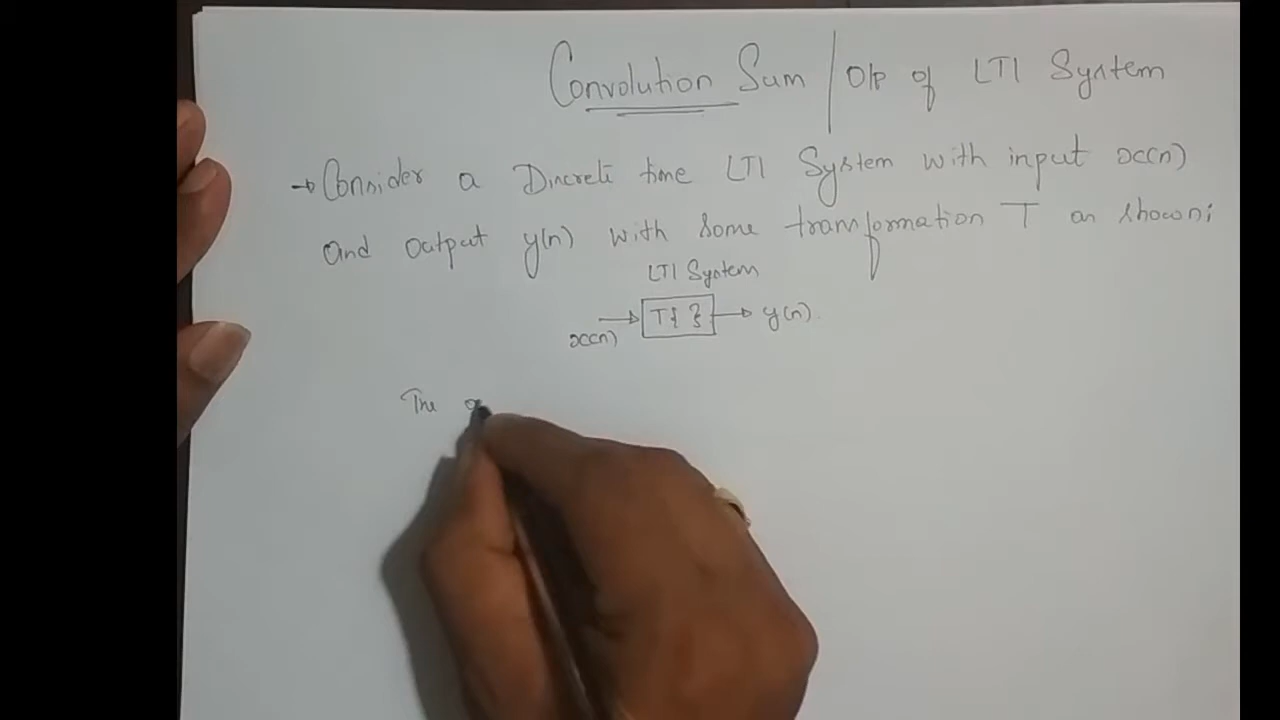 Convolution Sum / O/P of LTI System
→ Consider a Discrete time LTI System with input x(n)
and output y(n) with some transformation T as shown;
LTI System
T{ } y(n).
x(n)
The